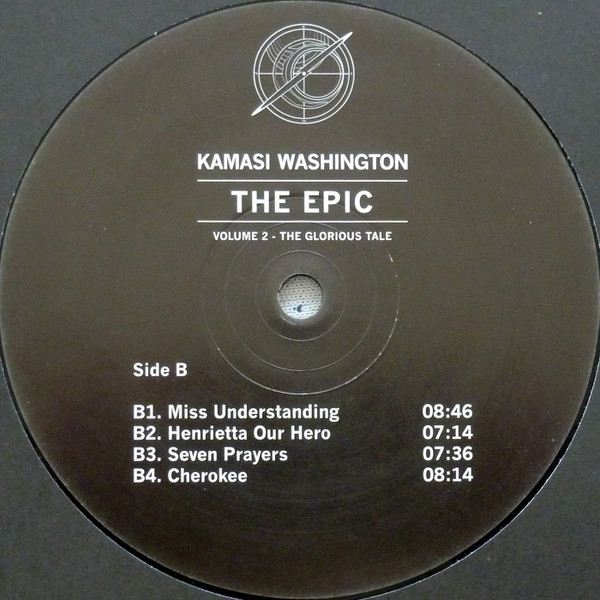 KAMASI WASHINGTON
THE EPIC
VOLUME 2 - THE GLORIOUS TALE
Side B
B1. Miss Understanding 08:46
B2. Henrietta Our Hero 07:14
B3. Seven Prayers 07:36
B4. Cherokee 08:14